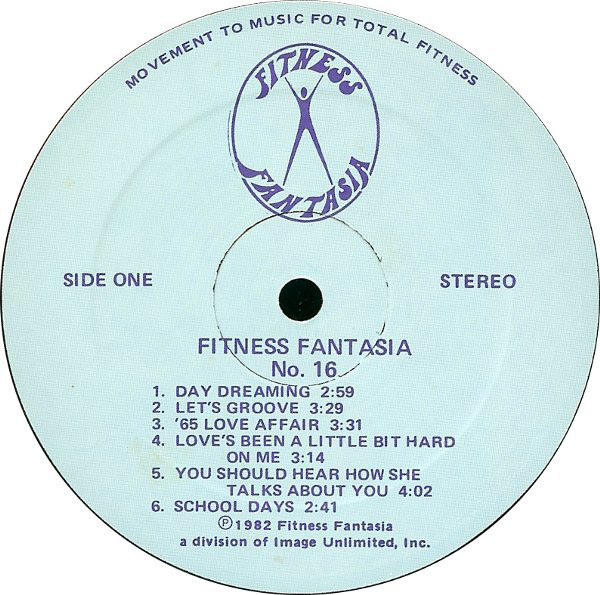 MOVEMENT TO MUSIC FOR TOTAL FITNESS
FITNESS
FANTASIA
SIDE ONE
STEREO
FITNESS FANTASIA
No. 16
1. DAY DREAMING 2:59
2. LET'S GROOVE 3:29
3. '65 LOVE AFFAIR 3:31
4. LOVE'S BEEN A LITTLE BIT HARD
ON ME 3:14
5. YOU SHOULD HEAR HOW SHE
TALKS ABOUT YOU 4:02
6. SCHOOL DAYS 2:41
℗1982 Fitness Fantasia
a division of Image Unlimited, Inc.